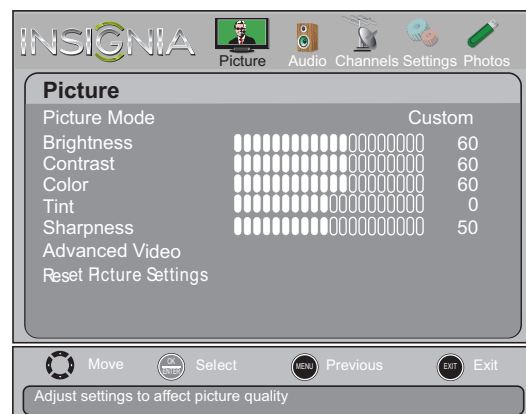 INSIGNIA
Picture Audio Channels Settings Photos
Picture
Picture Mode Custom
Brightness 60
Contrast 60
Color 60
Tint 0
Sharpness 50
Advanced Video
Reset Picture Settings
Move OK ENTER Select MENU Previous EXIT Exit
Adjust settings to affect picture quality